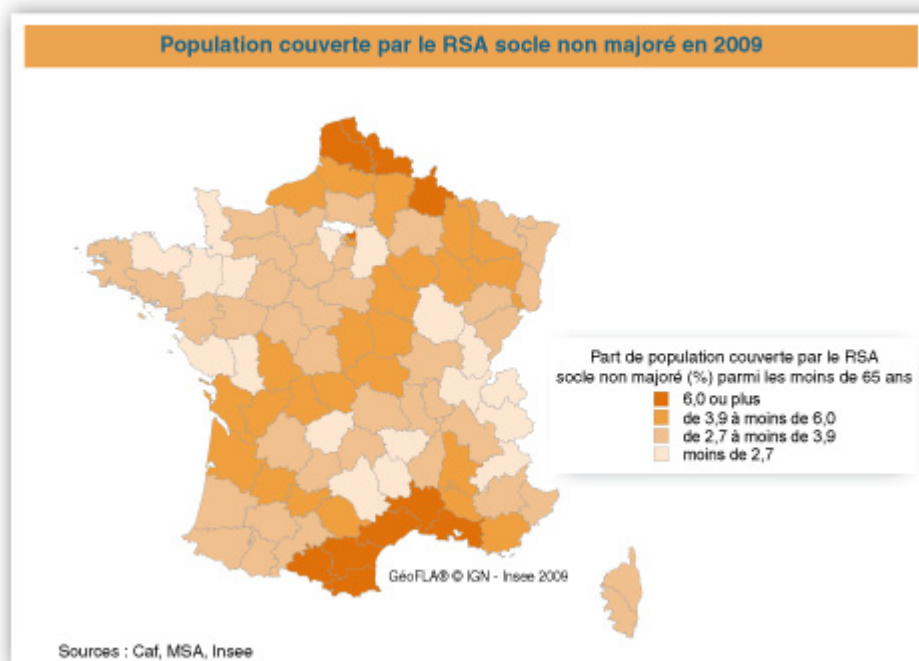 Population couverte par le RSA socle non majoré en 2009
Part de population couverte par le RSA
socle non majoré (%) parmi les moins de 65 ans
6,0 ou plus
de 3,9 à moins de 6,0
de 2,7 à moins de 3,9
moins de 2,7
GéoFLA® © IGN - Insee 2009
Sources : Caf, MSA, Insee